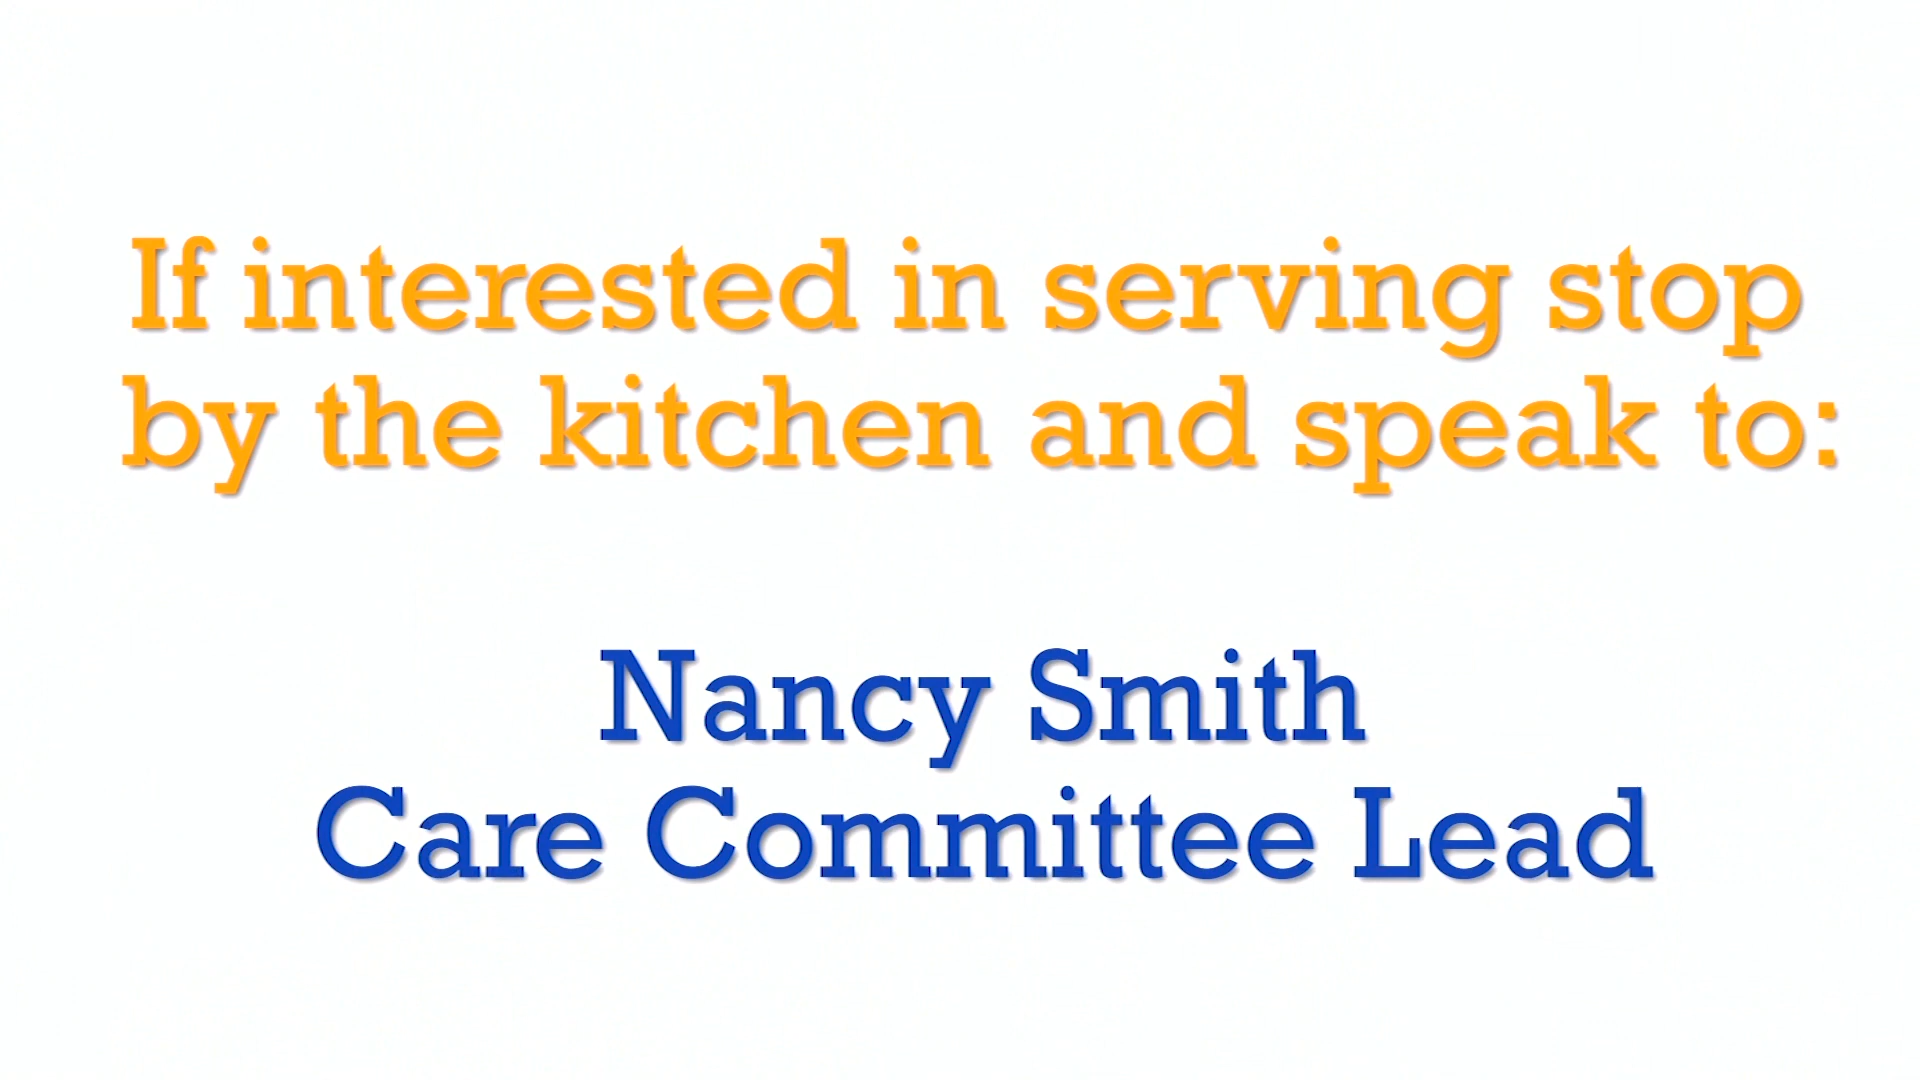 If interested in serving stop
by the kitchen and speak to:
Nancy Smith
Care Committee Lead